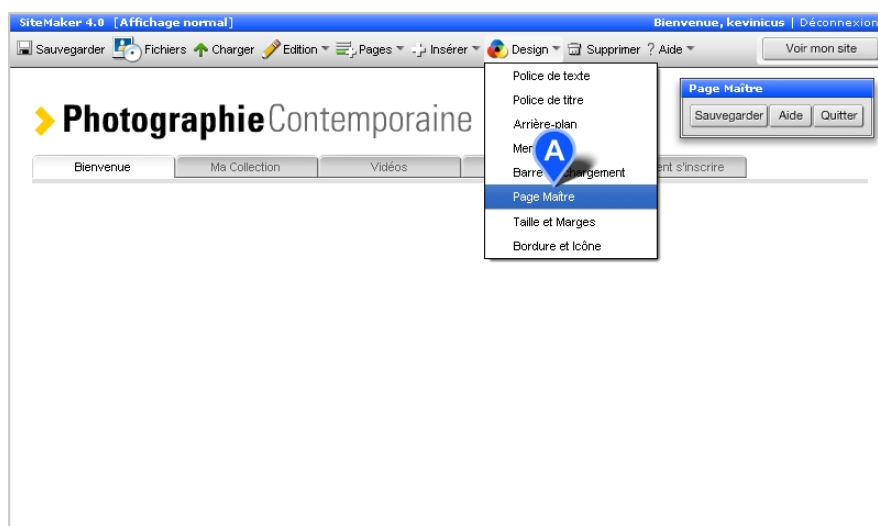 SiteMaker 4.0 [Affichage normal] Bienvenue, kevinicus | Déconnexion
Sauvegarder Fichiers Charger Edition Pages Insérer Design Supprimer ? Aide Voir mon site
Police de texte
Police de titre
Arrière-plan
A
Page Maître
Taille et Marges
Bordure et Icône
Page Maître
Sauvegarder Aide Quitter
PhotographieContemporaine
Bienvenue Ma Collection Vidéos s'inscrire